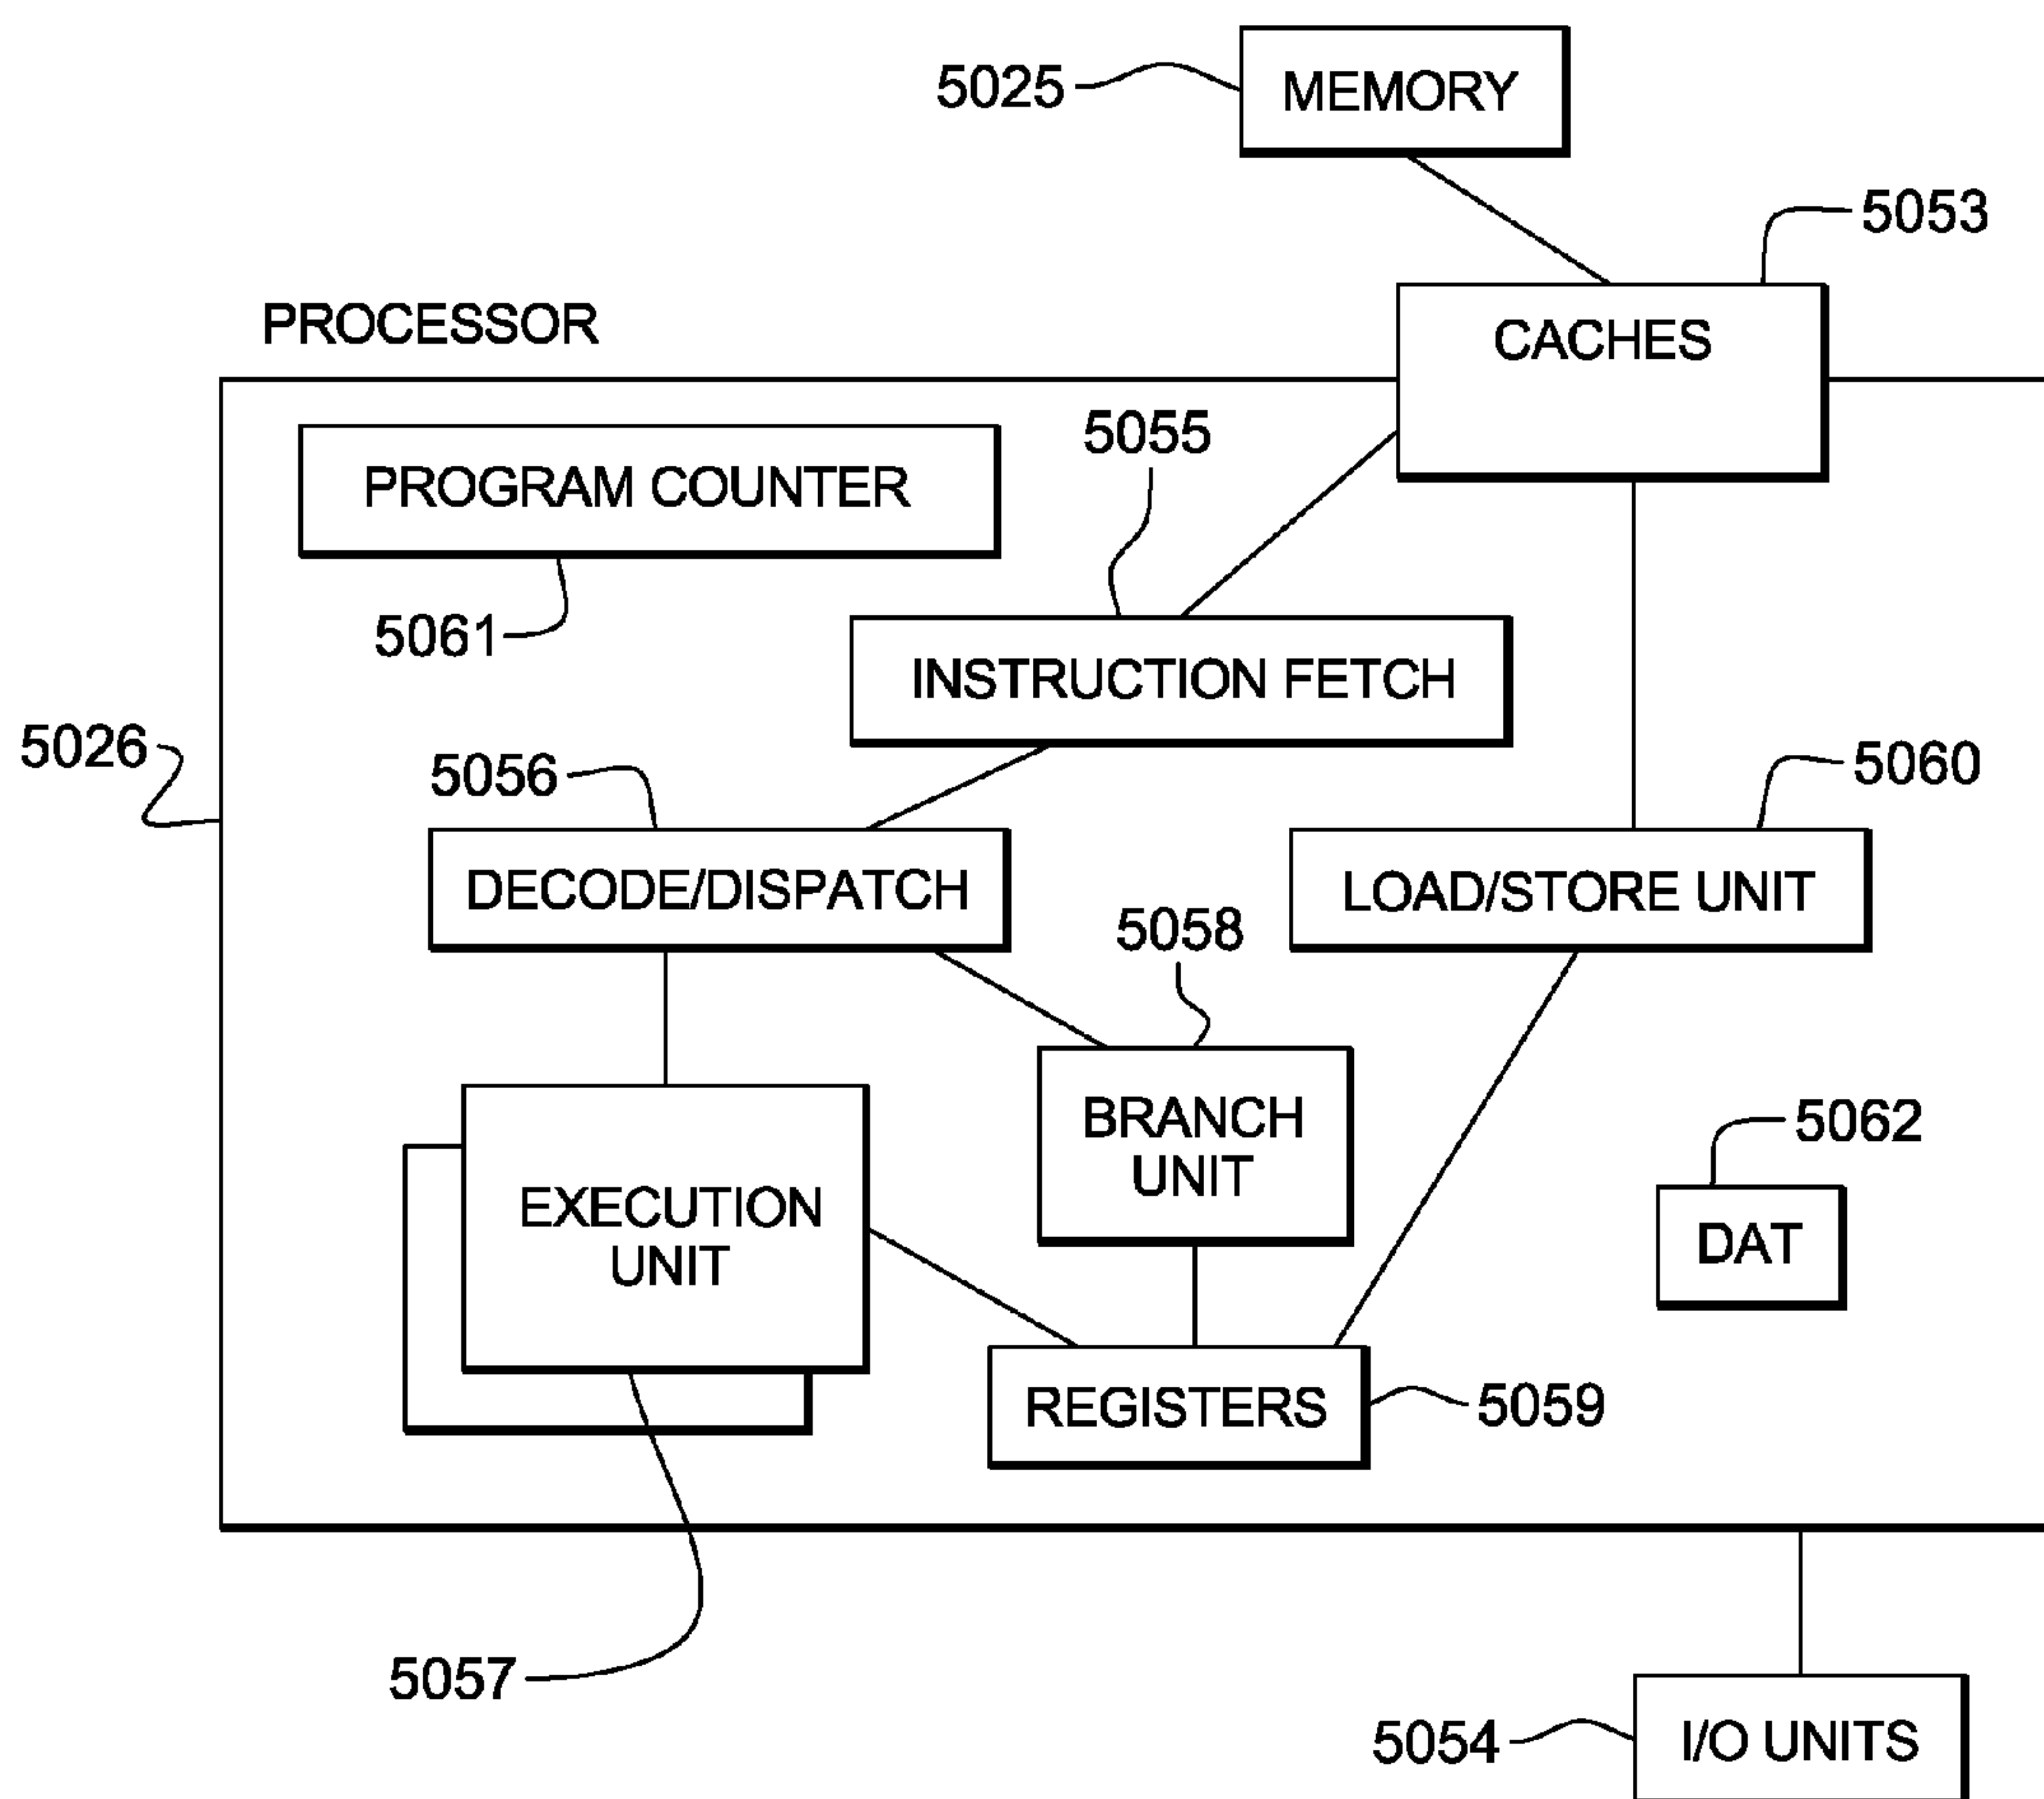 MEMORY
5025
5053
CACHES
PROCESSOR
5055
PROGRAM COUNTER
5061
INSTRUCTION FETCH
5026
5056
5060
DECODE/DISPATCH
LOAD/STORE UNIT
5058
BRANCH
UNIT
5062
EXECUTION
UNIT
DAT
REGISTERS
5059
5057
5054
I/O UNITS